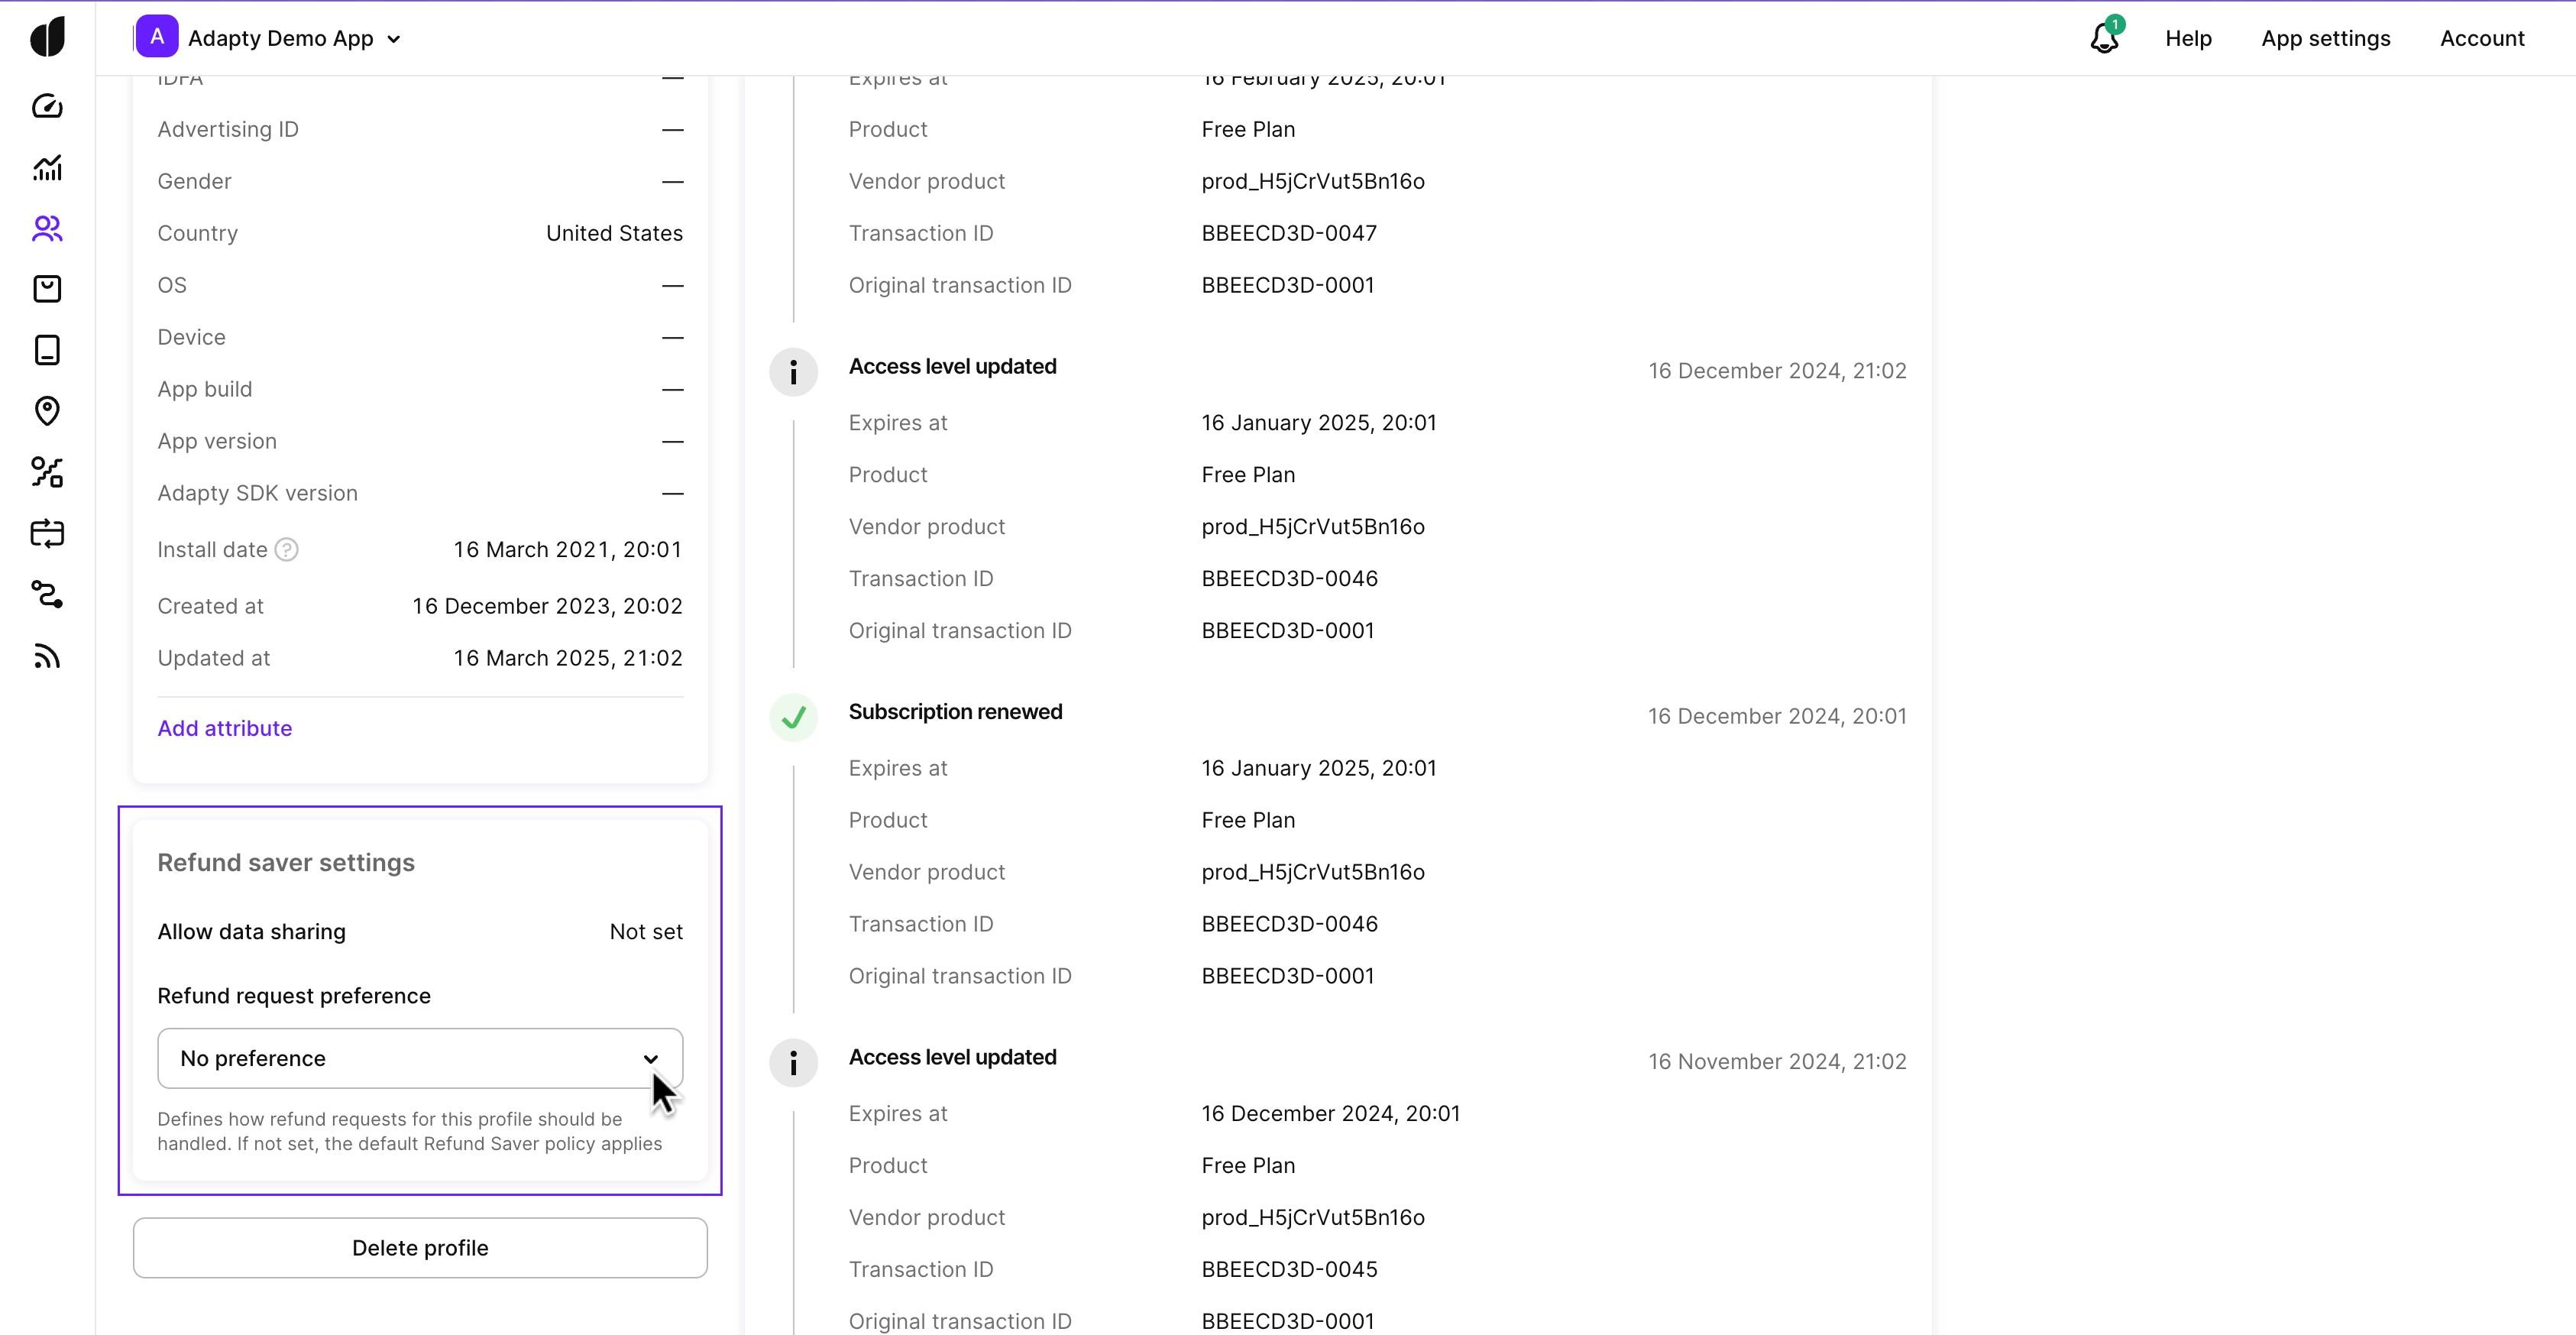 A Adapty Demo App
1
Help
App settings
Account
IDFA —
Advertising ID —
Gender —
Country United States
OS —
Device —
App build —
App version —
Adapty SDK version —
Install date ? 16 March 2021, 20:01
Created at 16 December 2023, 20:02
Updated at 16 March 2025, 21:02
Add attribute
Refund saver settings
Allow data sharing Not set
Refund request preference
No preference
Defines how refund requests for this profile should be
handled. If not set, the default Refund Saver policy applies
Delete profile
Expires at 16 February 2025, 20:01
Product Free Plan
Vendor product prod_H5jCrVut5Bn16o
Transaction ID BBEECD3D-0047
Original transaction ID BBEECD3D-0001
Access level updated 16 December 2024, 21:02
Expires at 16 January 2025, 20:01
Product Free Plan
Vendor product prod_H5jCrVut5Bn16o
Transaction ID BBEECD3D-0046
Original transaction ID BBEECD3D-0001
Subscription renewed 16 December 2024, 20:01
Expires at 16 January 2025, 20:01
Product Free Plan
Vendor product prod_H5jCrVut5Bn16o
Transaction ID BBEECD3D-0046
Original transaction ID BBEECD3D-0001
Access level updated 16 November 2024, 21:02
Expires at 16 December 2024, 20:01
Product Free Plan
Vendor product prod_H5jCrVut5Bn16o
Transaction ID BBEECD3D-0045
Original transaction ID BBEECD3D-0001